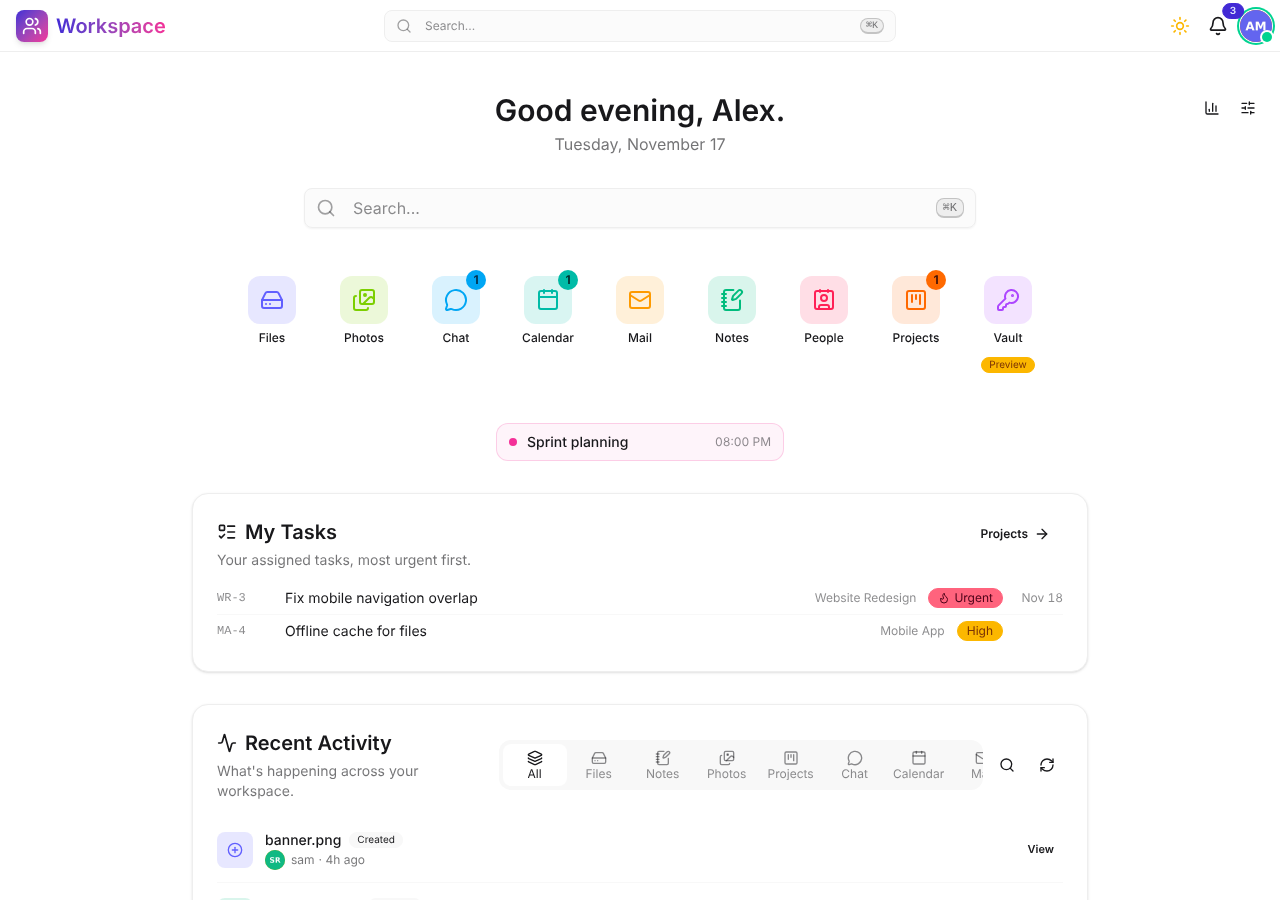 Workspace
Search...
⌘K
3
AM
Good evening, Alex.
Tuesday, November 17
Search...
⌘K
1
1
1
Files
Photos
Chat
Calendar
Mail
Notes
People
Projects
Vault
Preview
Sprint planning
08:00 PM
My Tasks
Projects
Your assigned tasks, most urgent first.
WR-3 Fix mobile navigation overlap Website Redesign Urgent Nov 18
MA-4 Offline cache for files Mobile App High
Recent Activity
What's happening across your
workspace.
All
Files
Notes
Photos
Projects
Chat
Calendar
banner.png Created
SR sam · 4h ago
View